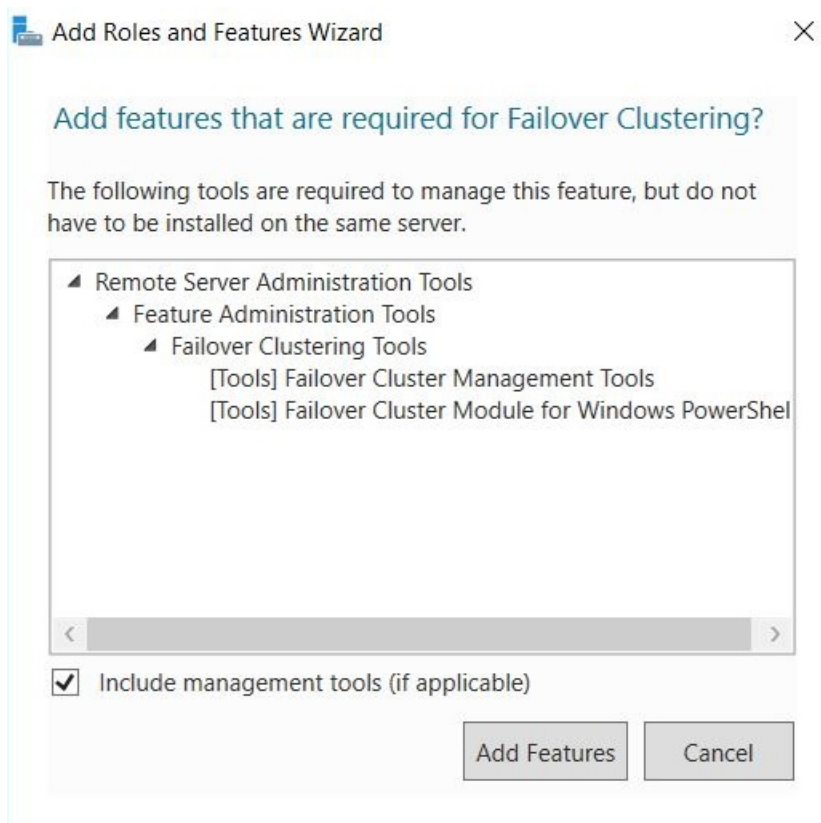 Add Roles and Features Wizard
Add features that are required for Failover Clustering?
The following tools are required to manage this feature, but do not
have to be installed on the same server.
Remote Server Administration Tools
Feature Administration Tools
Failover Clustering Tools
[Tools] Failover Cluster Management Tools
[Tools] Failover Cluster Module for Windows PowerShel
Include management tools (if applicable)
Add Features Cancel